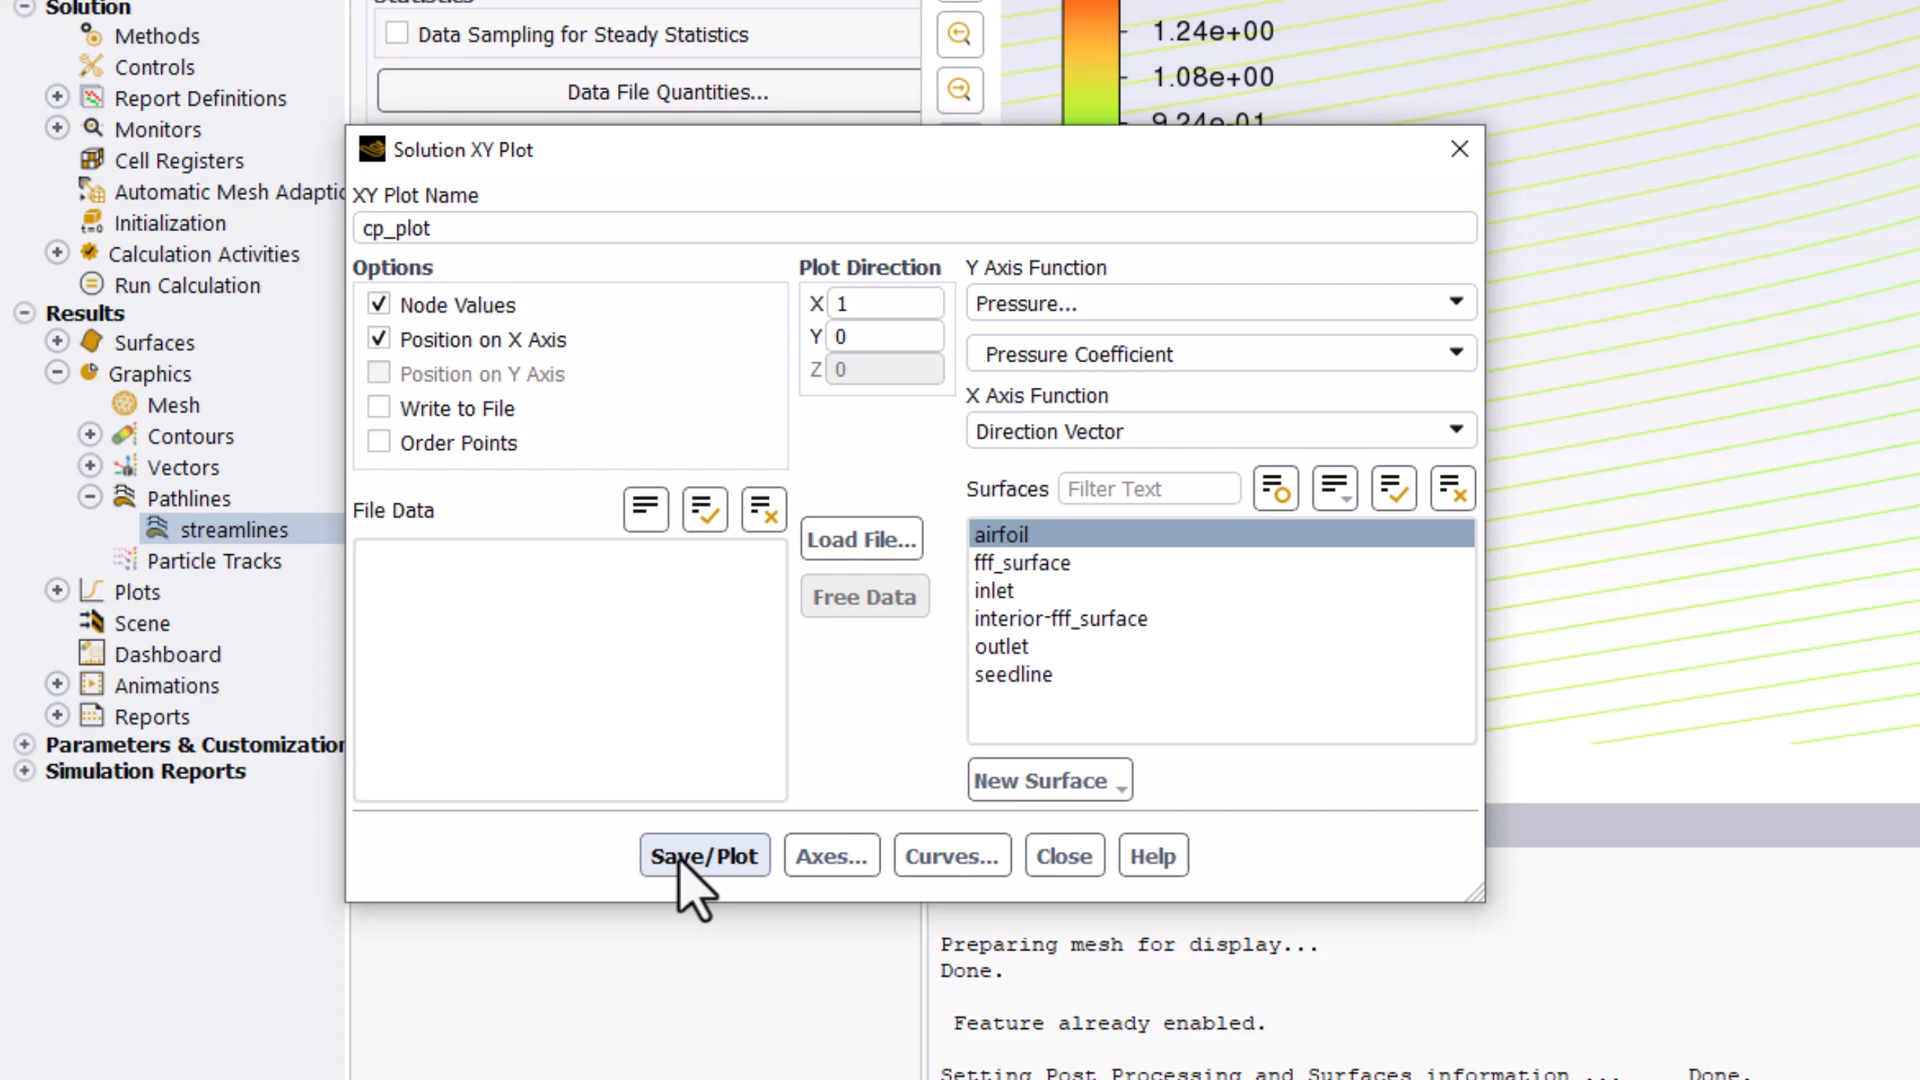 Solution
Methods
Controls
Report Definitions
Monitors
Cell Registers
Automatic Mesh Adaptio
Initialization
Calculation Activities
Run Calculation
Results
Surfaces
Graphics
Mesh
Contours
Vectors
Pathlines
streamlines
Particle Tracks
Plots
Scene
Dashboard
Animations
Reports
Parameters & Customization
Simulation Reports
Data Sampling for Steady Statistics
Data File Quantities...
1.24e+00
1.08e+00
9.24e-01
Solution XY Plot
XY Plot Name
cp_plot
Options
Node Values
Position on X Axis
Position on Y Axis
Write to File
Order Points
Plot Direction
X 1
Y 0
Z 0
Y Axis Function
Pressure...
Pressure Coefficient
X Axis Function
Direction Vector
File Data
Load File...
Free Data
Surfaces Filter Text
airfoil
fff_surface
inlet
interior-fff_surface
outlet
seedline
New Surface
Save/Plot Axes... Curves... Close Help
Preparing mesh for display...
Done.
Feature already enabled.
Setting Post Processing and Surfaces information ... Done.